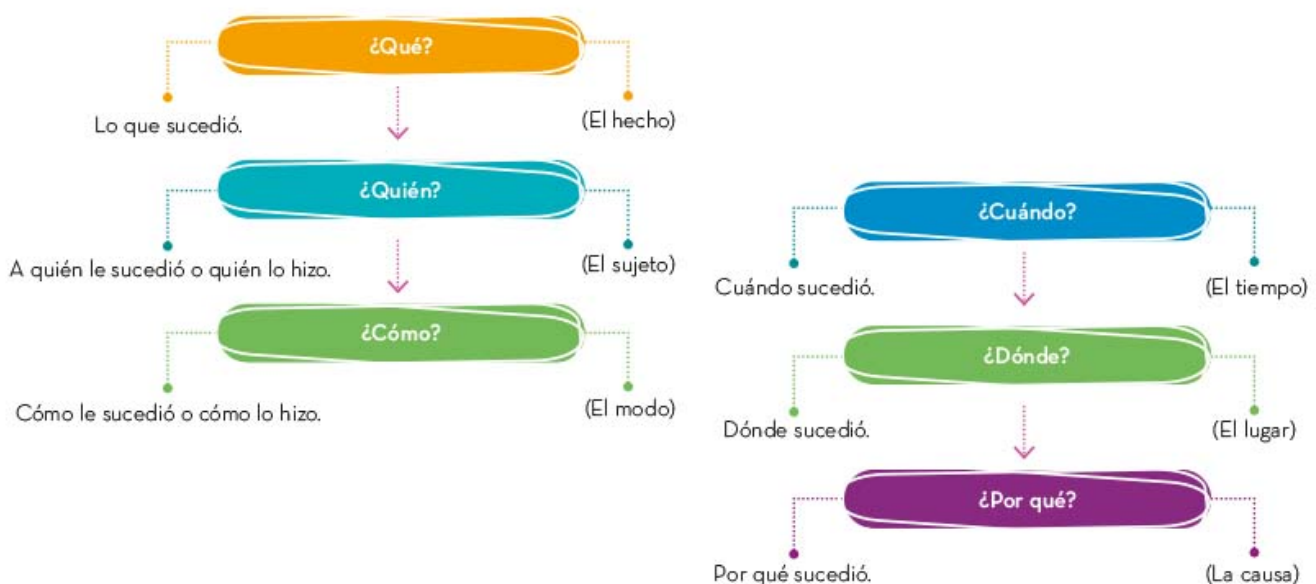 ¿Qué?
Lo que sucedió.
(El hecho)
¿Quién?
A quién le sucedió o quién lo hizo.
(El sujeto)
¿Cómo?
Cómo le sucedió o cómo lo hizo.
(El modo)
¿Cuándo?
Cuándo sucedió.
(El tiempo)
¿Dónde?
Dónde sucedió.
(El lugar)
¿Por qué?
Por qué sucedió.
(La causa)